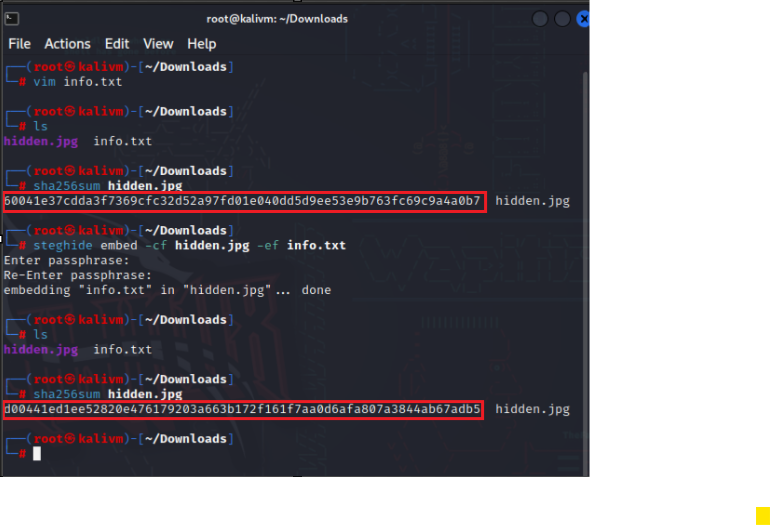 root@kalivm: ~/Downloads
File Actions Edit View Help
┌──(root㉿kalivm)-[~/Downloads]
└─# vim info.txt
┌──(root㉿kalivm)-[~/Downloads]
└─# ls
hidden.jpg info.txt
┌──(root㉿kalivm)-[~/Downloads]
└─# sha256sum hidden.jpg
60041e37cdda3f7369cfc32d52a97fd01e040dd5d9ee53e9b763fc69c9a4a0b7 hidden.jpg
┌──(root㉿kalivm)-[~/Downloads]
└─# steghide embed -cf hidden.jpg -ef info.txt
Enter passphrase:
Re-Enter passphrase:
embedding "info.txt" in "hidden.jpg"... done
┌──(root㉿kalivm)-[~/Downloads]
└─# ls
hidden.jpg info.txt
┌──(root㉿kalivm)-[~/Downloads]
└─# sha256sum hidden.jpg
d00441ed1ee52820e476179203a663b172f161f7aa0d6afa807a3844ab67adb5 hidden.jpg
┌──(root㉿kalivm)-[~/Downloads]
└─#